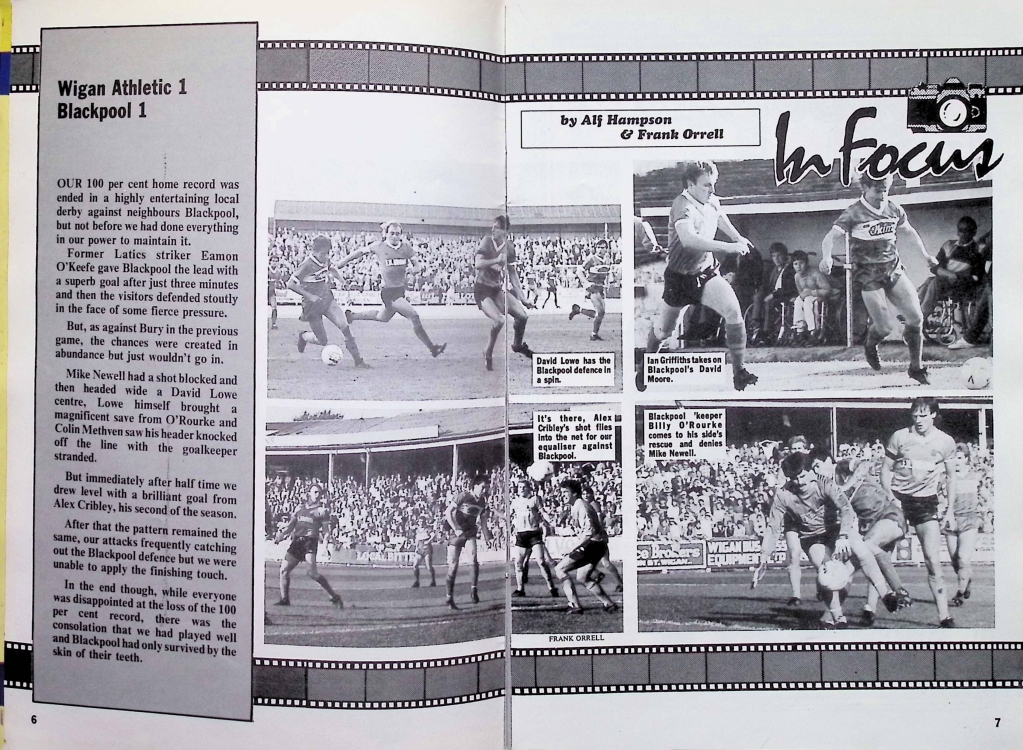 Wigan Athletic 1
Blackpool 1
OUR 100 per cent home record was
ended in a highly entertaining local
derby against neighbours Blackpool,
but not before we had done everything
in our power to maintain it.
Former Latics striker Eamon
O'Keefe gave Blackpool the lead with
a superb goal after just three minutes
and then the visitors defended stoutly
in the face of some fierce pressure.
But, as against Bury in the previous
game, the chances were created in
abundance but just wouldn't go in.
Mike Newell had a shot blocked and
then headed wide a David Lowe
centre, Lowe himself brought a
magnificent save from O'Rourke and
Colin Methven saw his header knocked
off the line with the goalkeeper
stranded.
But immediately after half time we
drew level with a brilliant goal from
Alex Cribley, his second of the season.
After that the pattern remained the
same, our attacks frequently catching
out the Blackpool defence but we were
unable to apply the finishing touch.
In the end though, while everyone
was disappointed at the loss of the 100
per cent record, there was the
consolation that we had played well
and Blackpool had only survived by the
skin of their teeth.
6
by Alf Hampson
& Frank Orrell
In Focus
David Lowe has the
Blackpool defence in
a spin.
Ian Griffiths takes on
Blackpool's David
Moore.
It's there, Alex
Cribley's shot flies
into the net for our
equaliser against
Blackpool.
Blackpool 'keeper
Billy O'Rourke
comes to his side's
rescue and denies
Mike Newell.
WIGAN
FRANK ORRELL
7